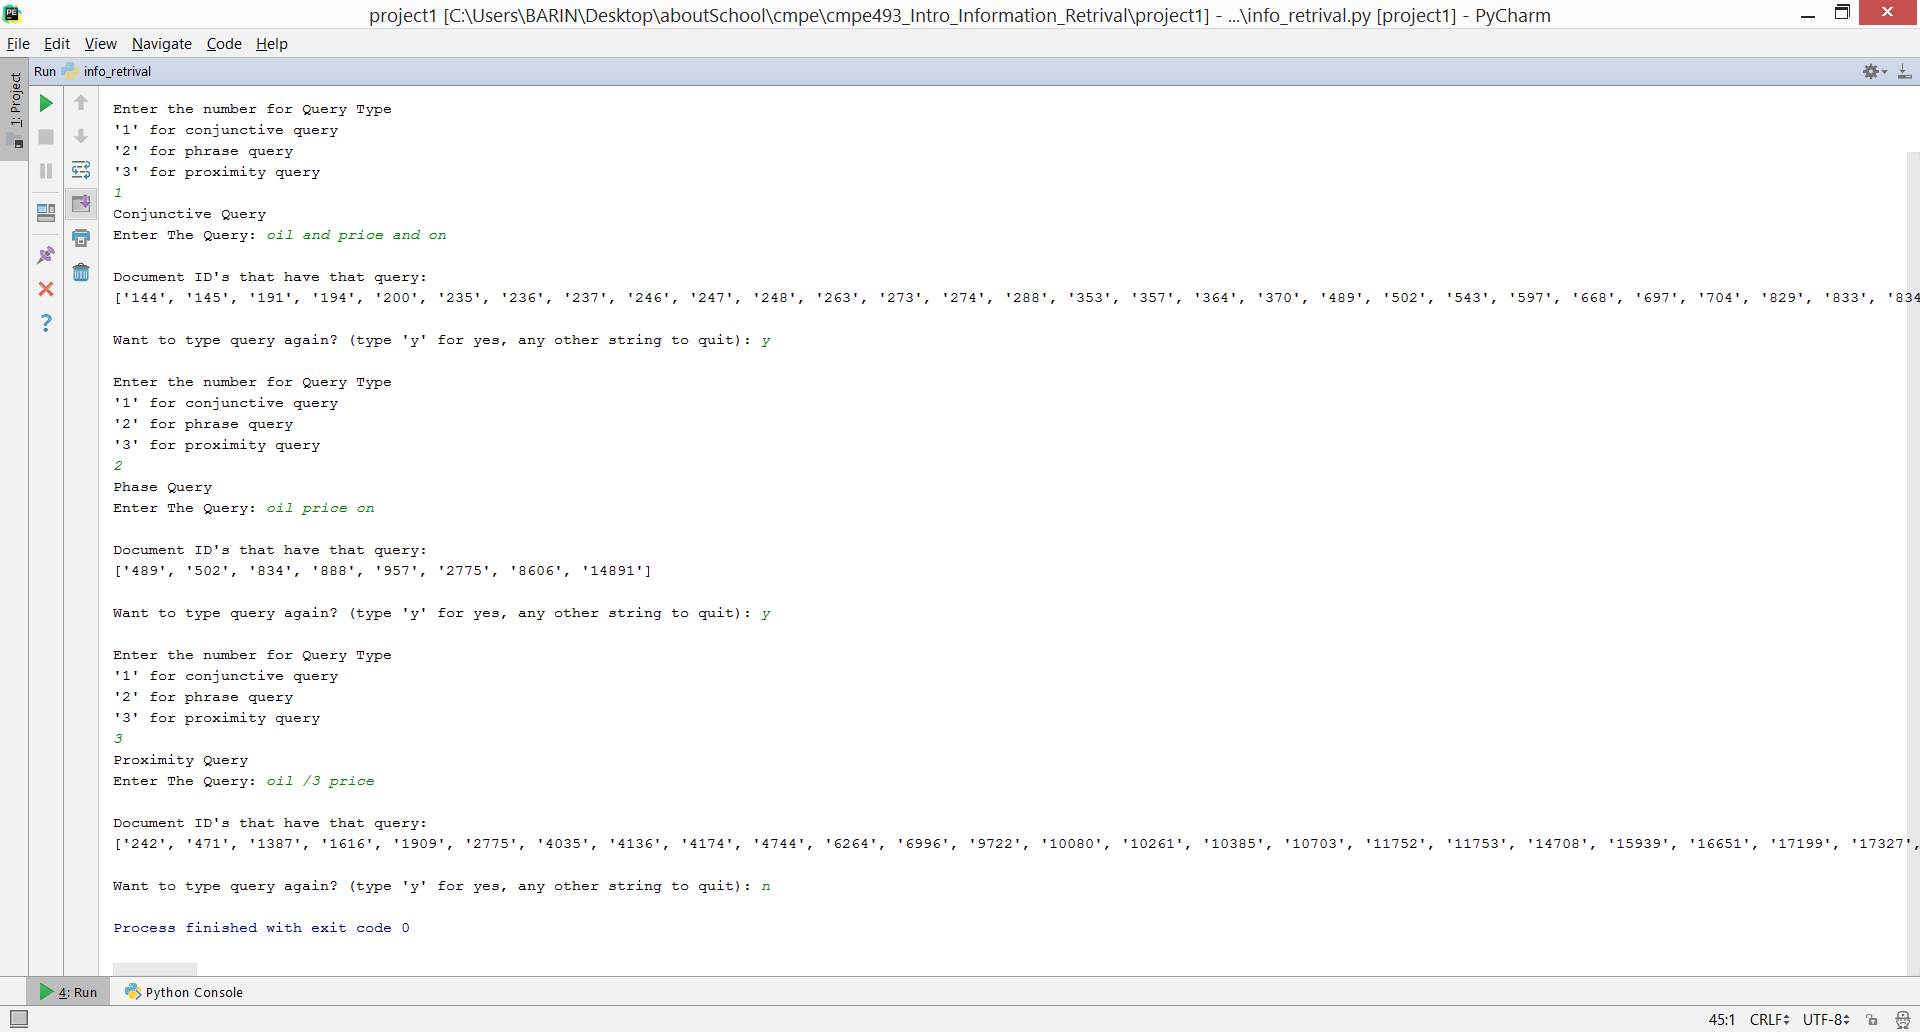 project1 [C:\Users\BARIN\Desktop\aboutSchool\cmpe\cmpe493_Intro_Information_Retrival\project1] - ...\info_retrival.py [project1] - PyCharm
File Edit View Navigate Code Help
Run info_retrival
1: Project
Enter the number for Query Type
'1' for conjunctive query
'2' for phrase query
'3' for proximity query
1
Conjunctive Query
Enter The Query: oil and price and on
Document ID's that have that query:
['144', '145', '191', '194', '200', '235', '236', '237', '246', '247', '248', '263', '273', '274', '288', '353', '357', '364', '370', '489', '502', '543', '597', '668', '697', '704', '829', '833', '834
Want to type query again? (type 'y' for yes, any other string to quit): y
Enter the number for Query Type
'1' for conjunctive query
'2' for phrase query
'3' for proximity query
2
Phase Query
Enter The Query: oil price on
Document ID's that have that query:
['489', '502', '834', '888', '957', '2775', '8606', '14891']
Want to type query again? (type 'y' for yes, any other string to quit): y
Enter the number for Query Type
'1' for conjunctive query
'2' for phrase query
'3' for proximity query
3
Proximity Query
Enter The Query: oil /3 price
Document ID's that have that query:
['242', '471', '1387', '1616', '1909', '2775', '4035', '4136', '4174', '4744', '6264', '6996', '9722', '10080', '10261', '10385', '10703', '11752', '11753', '14708', '15939', '16651', '17199', '17327',
Want to type query again? (type 'y' for yes, any other string to quit): n
Process finished with exit code 0
4: Run Python Console
45:1 CRLF UTF-8